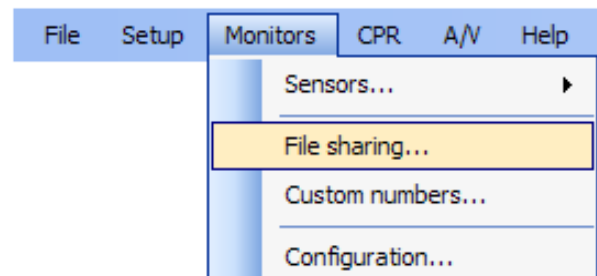 File Setup Monitors CPR A/V Help
Sensors...
File sharing...
Custom numbers...
Configuration...